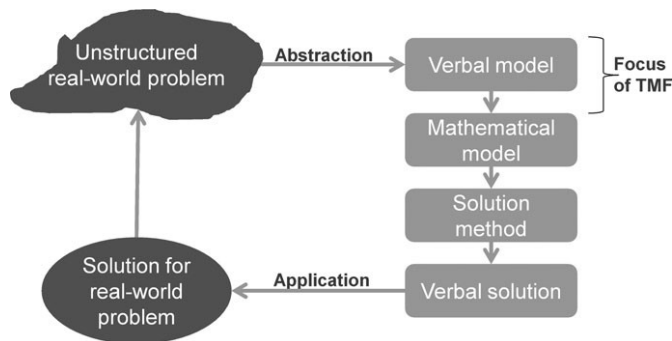 Unstructured
real-world problem
Abstraction
Verbal model
Focus
of TMF
Mathematical
model
Solution
method
Solution for
real-world
problem
Application
Verbal solution